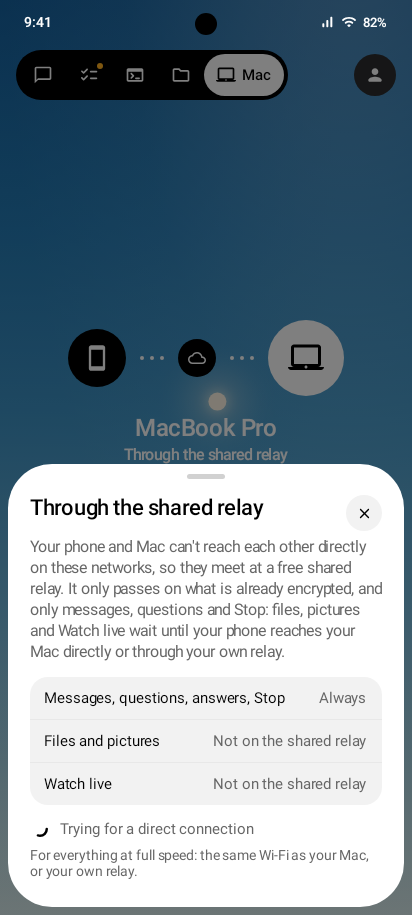 9:41
82%
Mac
MacBook Pro
Through the shared relay
Through the shared relay
Your phone and Mac can't reach each other directly
on these networks, so they meet at a free shared
relay. It only passes on what is already encrypted, and
only messages, questions and Stop: files, pictures
and Watch live wait until your phone reaches your
Mac directly or through your own relay.
Messages, questions, answers, Stop Always
Files and pictures Not on the shared relay
Watch live Not on the shared relay
Trying for a direct connection
For everything at full speed: the same Wi-Fi as your Mac,
or your own relay.